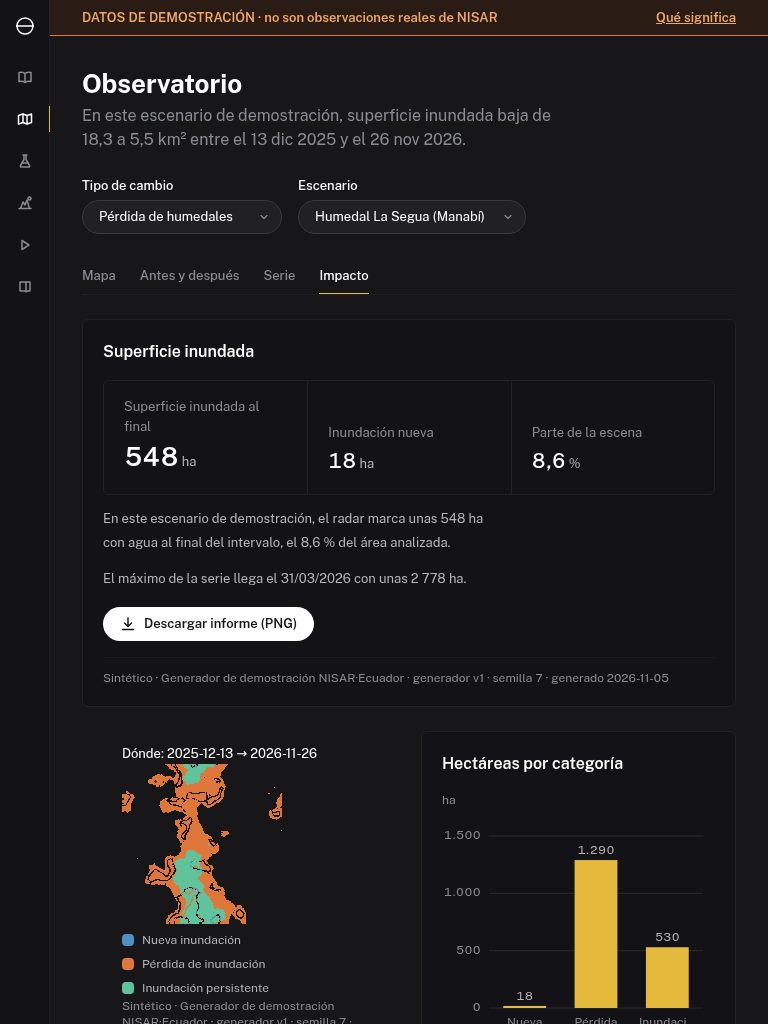 DATOS DE DEMOSTRACIÓN · no son observaciones reales de NISAR
Qué significa
Observatorio
En este escenario de demostración, superficie inundada baja de
18,3 a 5,5 km² entre el 13 dic 2025 y el 26 nov 2026.
Tipo de cambio
Escenario
Pérdida de humedales
Humedal La Segua (Manabí)
Mapa
Antes y después
Serie
Impacto
Superficie inundada
Superficie inundada al
final
548 ha
Inundación nueva
18 ha
Parte de la escena
8,6 %
En este escenario de demostración, el radar marca unas 548 ha
con agua al final del intervalo, el 8,6 % del área analizada.
El máximo de la serie llega el 31/03/2026 con unas 2 778 ha.
Descargar informe (PNG)
Sintético · Generador de demostración NISAR·Ecuador · generador v1 · semilla 7 · generado 2026-11-05
Dónde: 2025-12-13 → 2026-11-26
Nueva inundación
Pérdida de inundación
Inundación persistente
Sintético · Generador de demostración
NISAR·Ecuador · generador v1 · semilla 7 ·
Hectáreas por categoría
ha
1.500
1.000
500
0
18
1.290
530
Nueva
Pérdida
Inundaci…